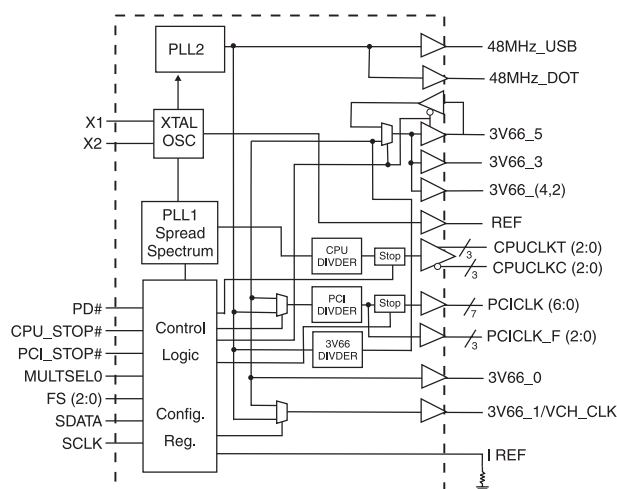 PLL2
48MHz_USB
48MHz_DOT
X1
X2
XTAL
OSC
3V66_5
3V66_3
3V66_(4,2)
REF
PLL1
Spread
Spectrum
CPU
DIVDER
Stop
3
CPUCLKT (2:0)
3
CPUCLKC (2:0)
PD#
CPU_STOP#
PCI_STOP#
MULTSEL0
FS (2:0)
SDATA
SCLK
Control
Logic
Config.
Reg.
PCI
DIVDER
Stop
7
PCICLK (6:0)
3
PCICLK_F (2:0)
3V66
DIVDER
3V66_0
3V66_1/VCH_CLK
I REF